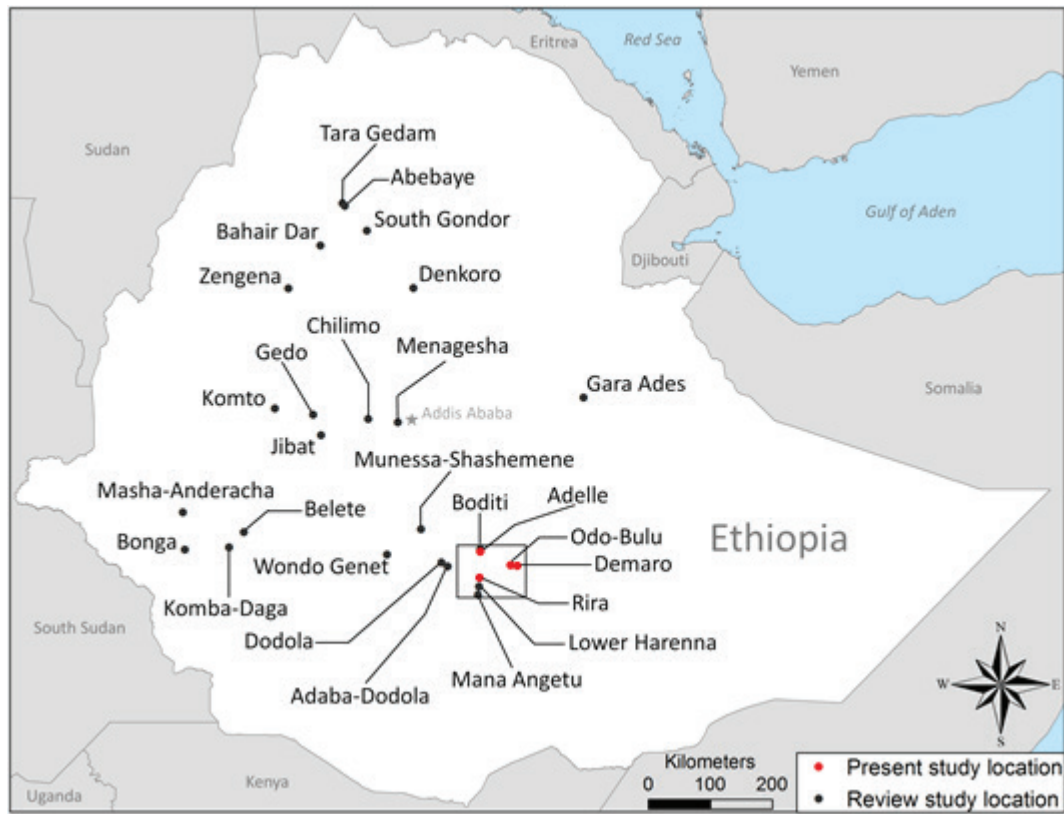 Eritrea
Red Sea
Yemen
Sudan
Tara Gedam
Abebaye
South Gondor
Bahair Dar
Gulf of Aden
Djibouti
Zengena
Denkoro
Chilimo
Gedo
Menagesha
Gara Ades
Komto
Addis Ababa
Somalia
Jibat
Munessa-Shashemene
Masha-Anderacha
Boditi
Adelle
Belete
Odo-Bulu
Ethiopia
Bonga
Wondo Genet
Demaro
Komba-Daga
Rira
South Sudan
Dodola
Lower Harenna
Mana Angetu
Adaba-Dodola
N
W
E
S
Kilometers
0 100 200
Present study location
Review study location
Kenya
Uganda